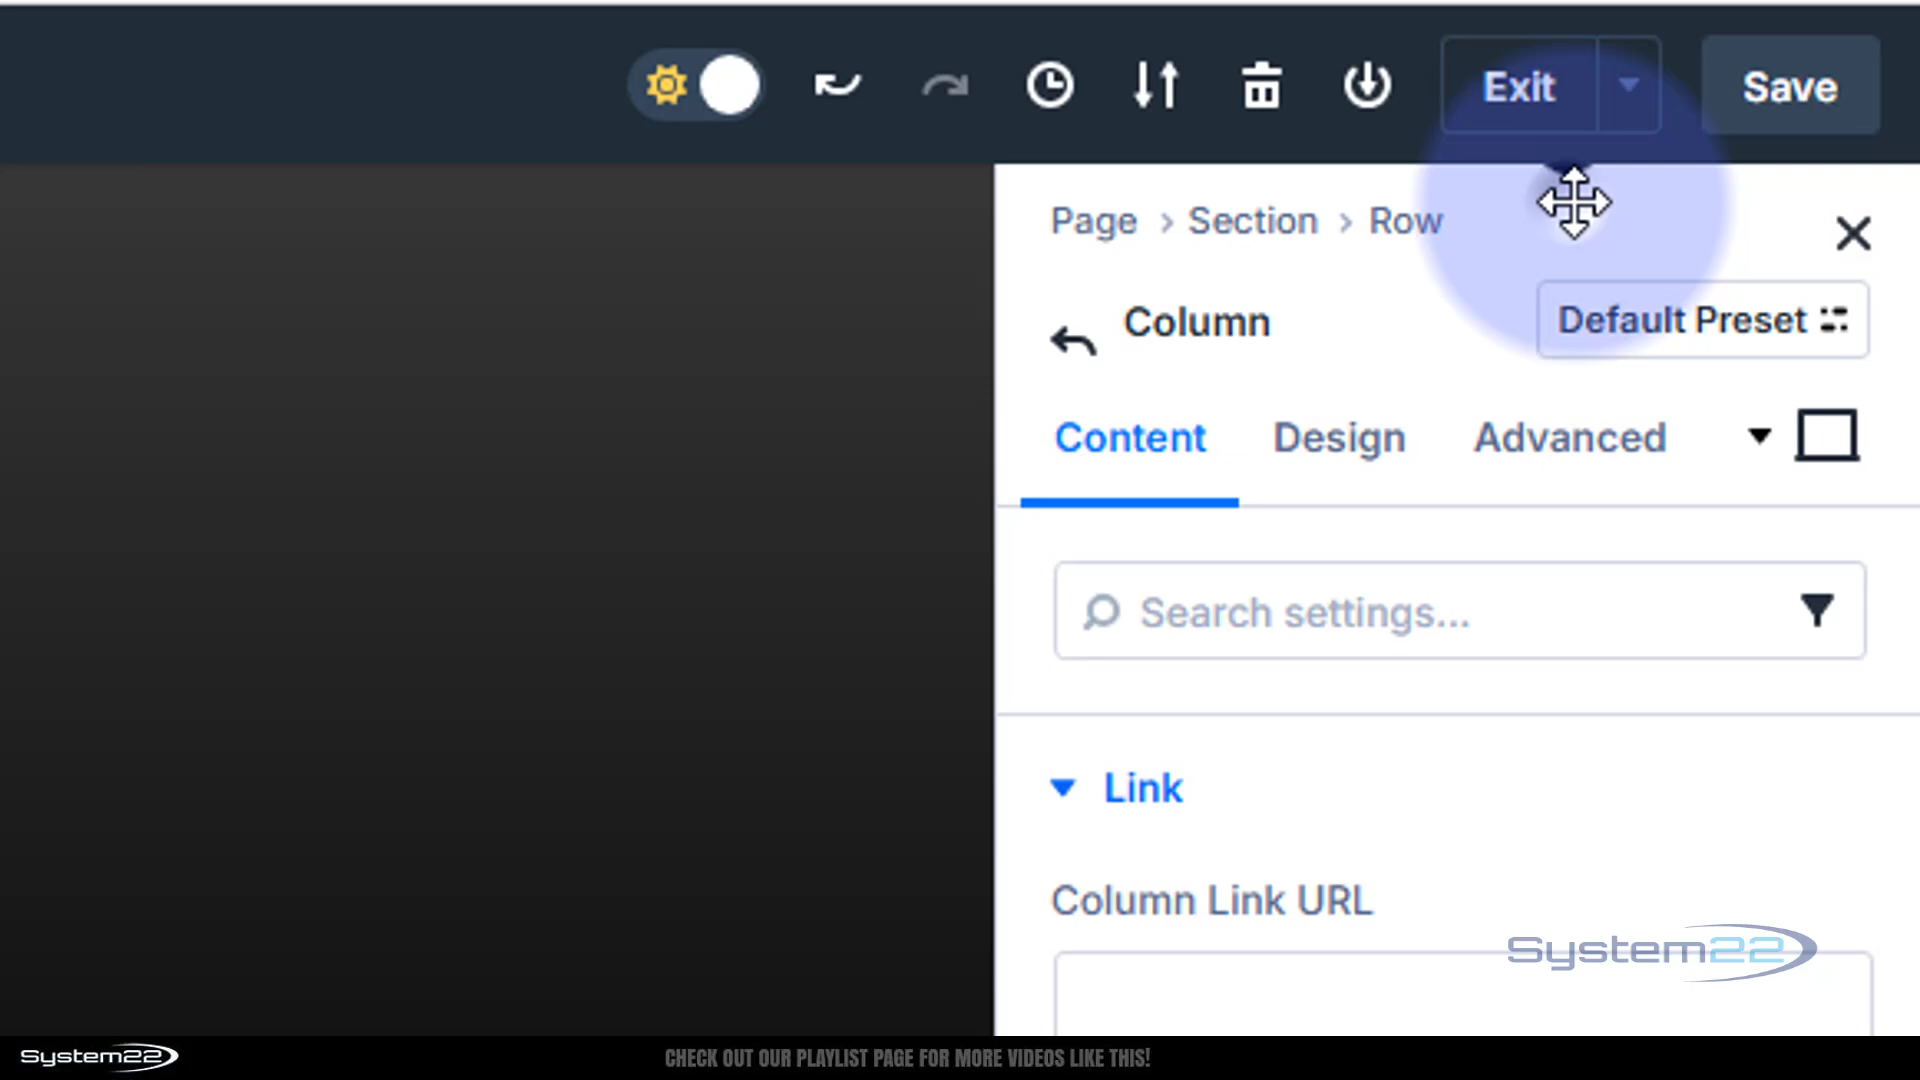 Exit
Save
Page > Section > Row
Column
Default Preset
Content Design Advanced
Search settings...
Link
Column Link URL
System22
System22
CHECK OUT OUR PLAYLIST PAGE FOR MORE VIDEOS LIKE THIS!